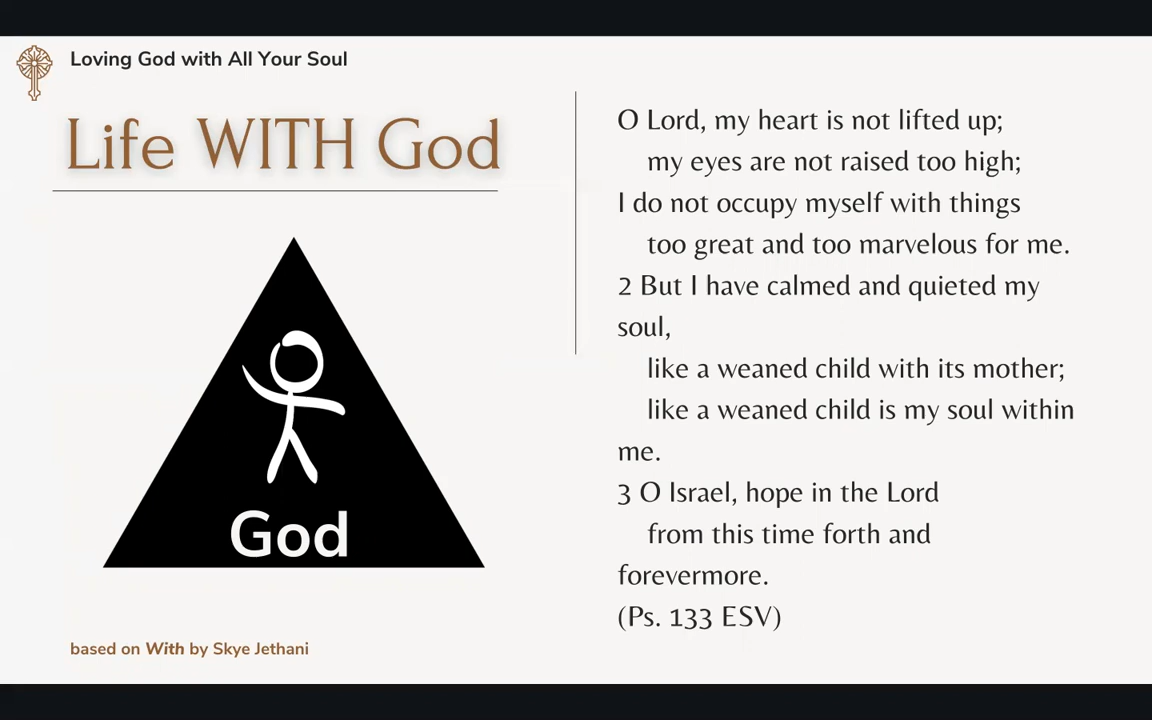 Loving God with All Your Soul
Life WITH God
God
based on With by Skye Jethani
O Lord, my heart is not lifted up;
my eyes are not raised too high;
I do not occupy myself with things
too great and too marvelous for me.
2 But I have calmed and quieted my
soul,
like a weaned child with its mother;
like a weaned child is my soul within
me.
3 O Israel, hope in the Lord
from this time forth and
forevermore.
(Ps. 133 ESV)